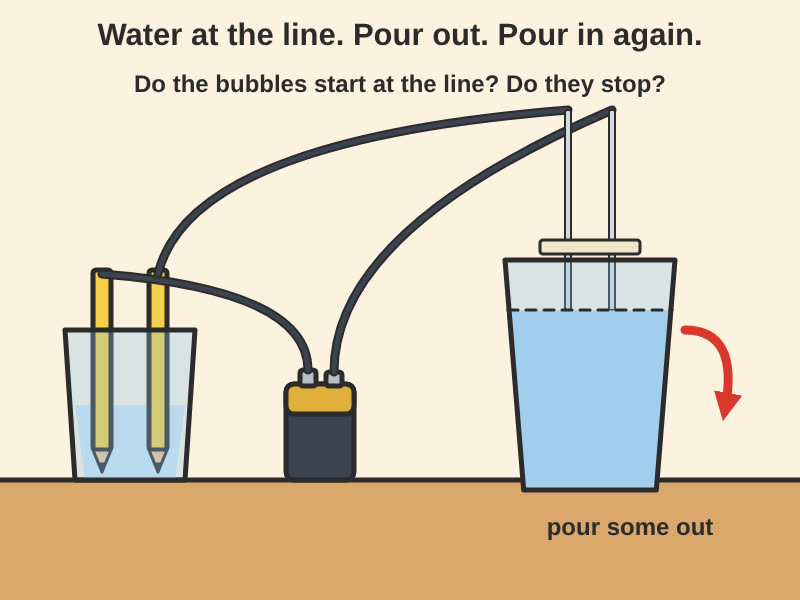 Water at the line. Pour out. Pour in again.
Do the bubbles start at the line? Do they stop?
pour some out